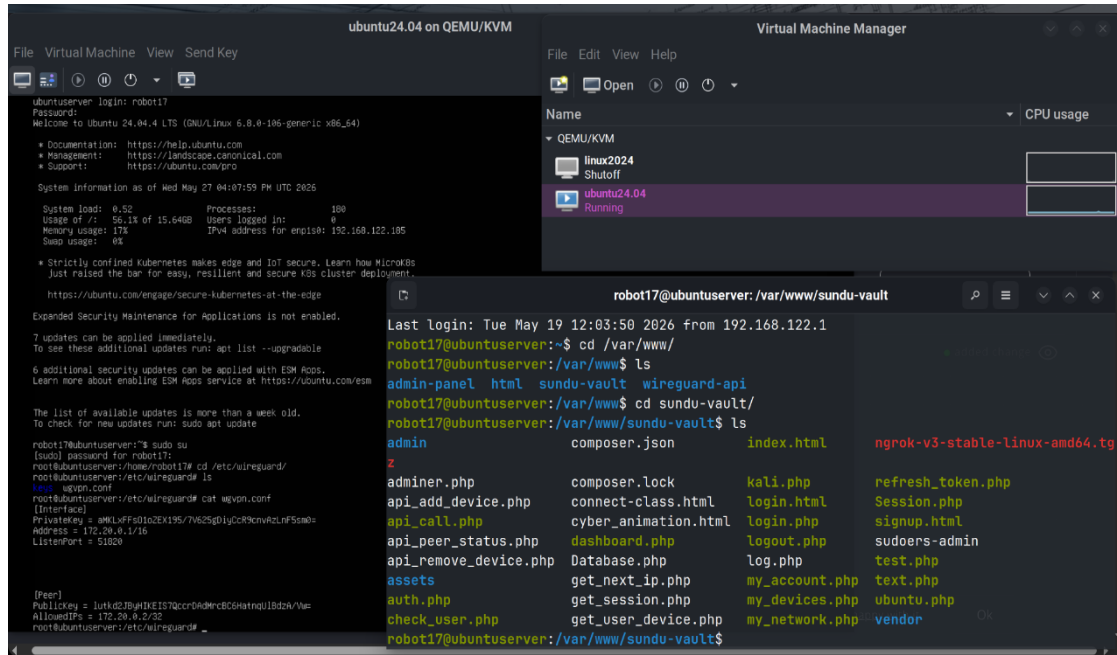 ubuntu24.04 on QEMU/KVM
File Virtual Machine View Send Key
ubuntuserver login: robot17
Password:
Welcome to Ubuntu 24.04.4 LTS (GNU/Linux 6.8.0-106-generic x86_64)
* Documentation: https://help.ubuntu.com
* Management: https://landscape.canonical.com
* Support: https://ubuntu.com/pro
System information as of Wed May 27 04:07:59 PM UTC 2026
System load: 0.52 Processes: 180
Usage of /: 56.1% of 15.64GB Users logged in: 0
Memory usage: 17% IPv4 address for enp1s0: 192.168.122.185
Swap usage: 0%
* Strictly confined Kubernetes makes edge and IoT secure. Learn how MicroK8s
just raised the bar for easy, resilient and secure K8s cluster deployment.
https://ubuntu.com/engage/secure-kubernetes-at-the-edge
Expanded Security Maintenance for Applications is not enabled.
7 updates can be applied immediately.
To see these additional updates run: apt list --upgradable
6 additional security updates can be applied with ESM Apps.
Learn more about enabling ESM Apps service at https://ubuntu.com/esm
The list of available updates is more than a week old.
To check for new updates run: sudo apt update
robot17@ubuntuserver:~$ sudo su
[sudo] password for robot17:
root@ubuntuserver:/home/robot17# cd /etc/wireguard/
root@ubuntuserver:/etc/wireguard# ls
wgvpn.conf
root@ubuntuserver:/etc/wireguard# cat wgvpn.conf
[Interface]
PrivateKey =
Address = 172.20.0.1/16
ListenPort = 51820
[Peer]
PublicKey =
AllowedIPs = 172.20.0.2/32
root@ubuntuserver:/etc/wireguard# _
Virtual Machine Manager
File Edit View Help
Open
Name CPU usage
QEMU/KVM
linux2024
Shutoff
ubuntu24.04
Running
robot17@ubuntuserver: /var/www/sundu-vault
Last login: Tue May 19 12:03:50 2026 from 192.168.122.1
robot17@ubuntuserver:~$ cd /var/www/
robot17@ubuntuserver:/var/www$ ls
admin-panel html sundu-vault wireguard-api
robot17@ubuntuserver:/var/www$ cd sundu-vault/
robot17@ubuntuserver:/var/www/sundu-vault$ ls
admin composer.json index.html ngrok-v3-stable-linux-amd64.tg
z
adminer.php composer.lock kali.php refresh_token.php
api_add_device.php connect-class.html login.html Session.php
api_call.php cyber_animation.html login.php signup.html
api_peer_status.php dashboard.php logout.php sudoers-admin
api_remove_device.php Database.php log.php test.php
assets get_next_ip.php my_account.php text.php
auth.php get_session.php my_devices.php ubuntu.php
check_user.php get_user_device.php my_network.php vendor
robot17@ubuntuserver:/var/www/sundu-vault$
Ok